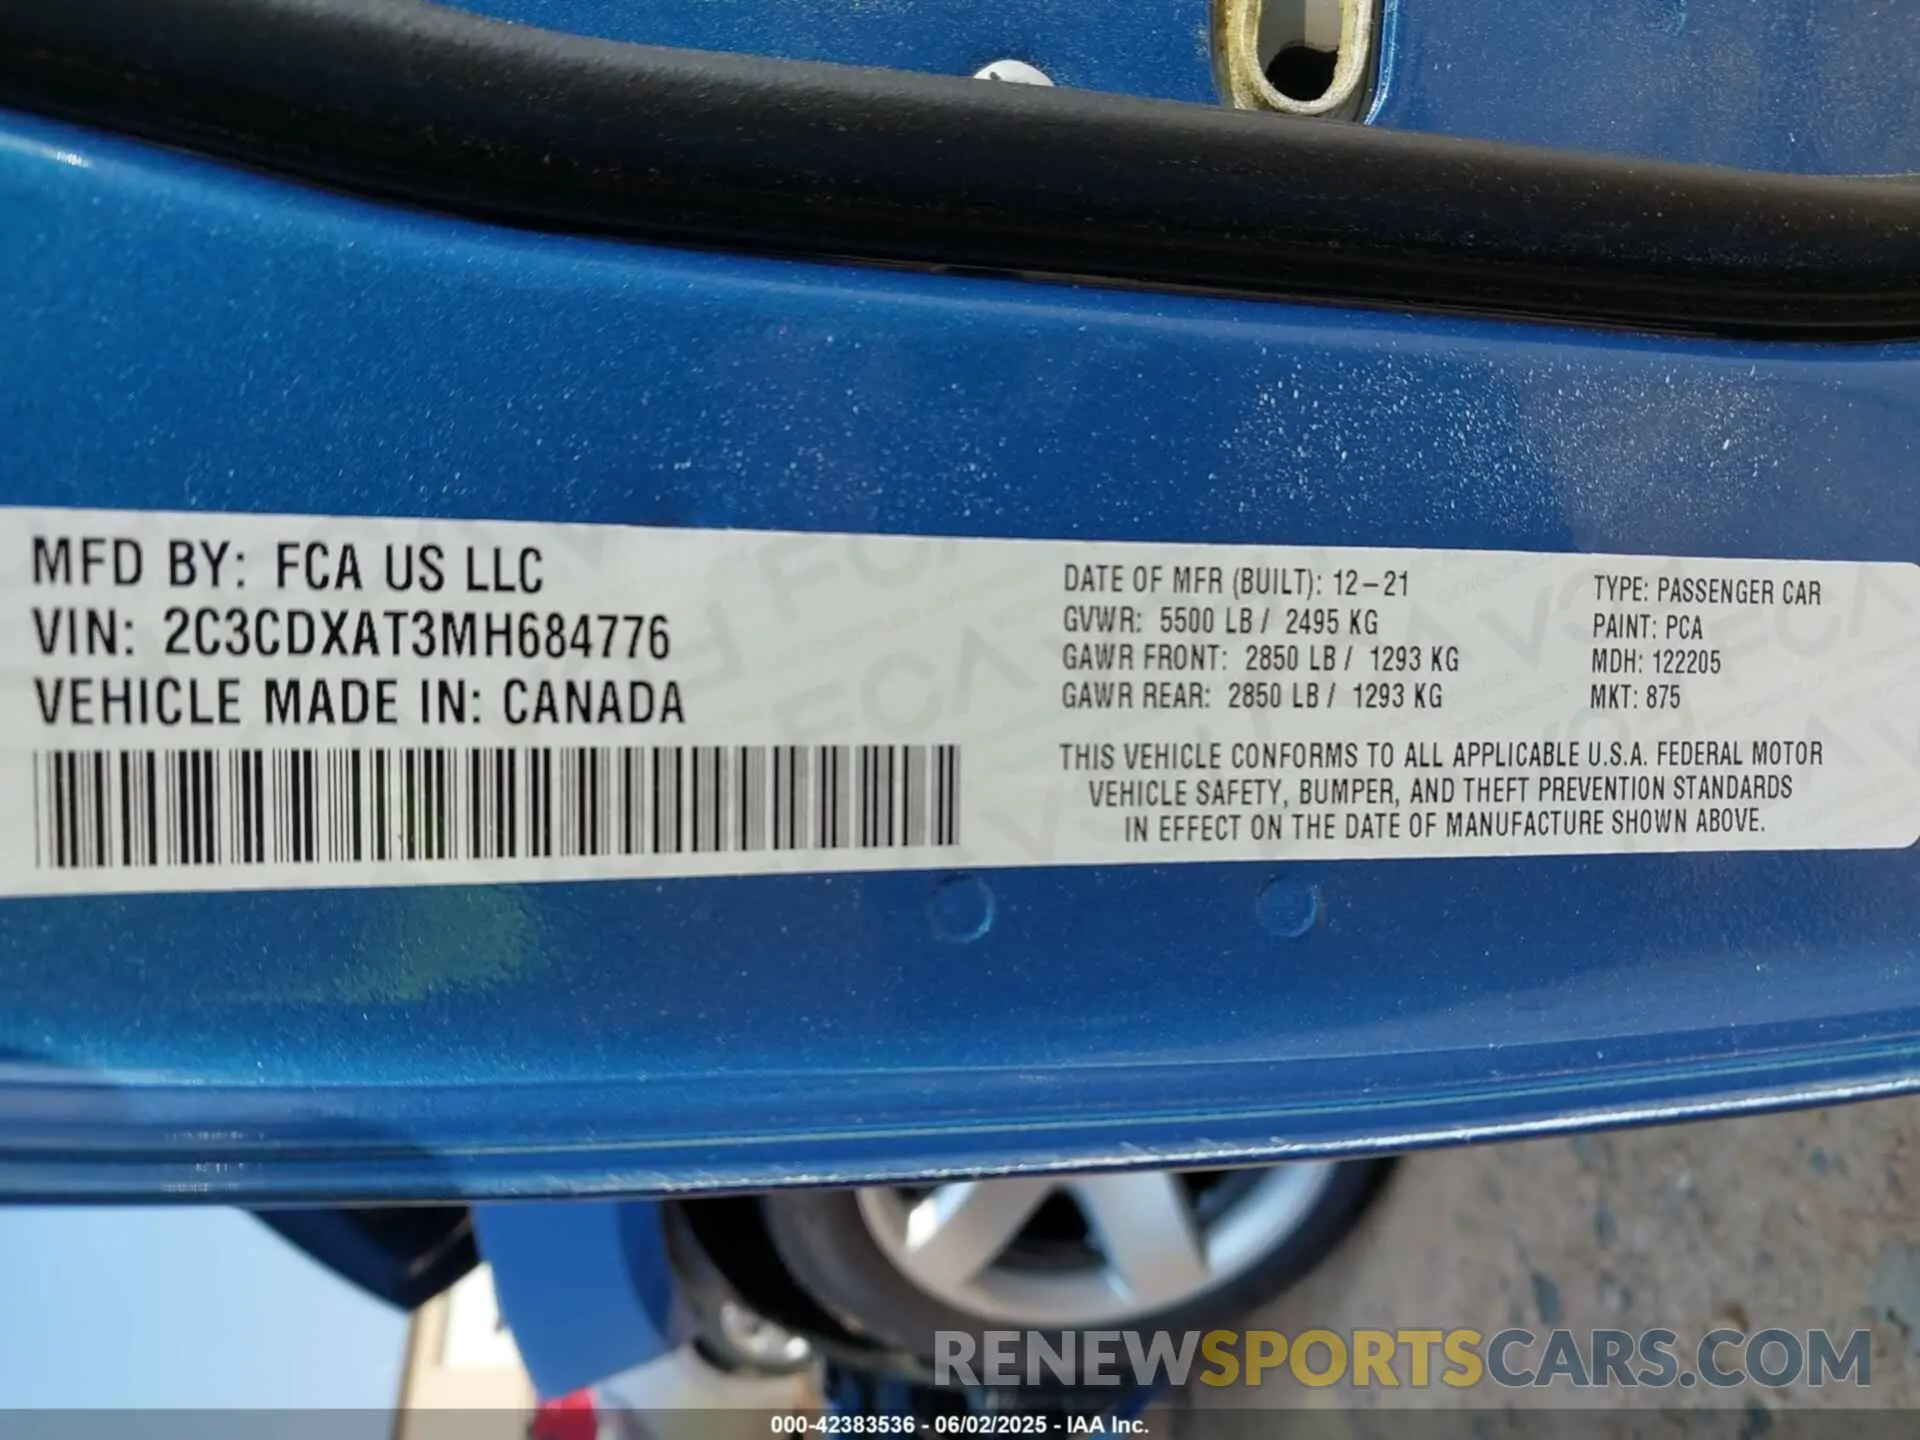 MFD BY: FCA US LLC
VIN: 2C3CDXAT3MH684776
VEHICLE MADE IN: CANADA
DATE OF MFR (BUILT): 12-21
GVWR: 5500 LB / 2495 KG
GAWR FRONT: 2850 LB / 1293 KG
GAWR REAR: 2850 LB / 1293 KG
TYPE: PASSENGER CAR
PAINT: PCA
MDH: 122205
MKT: 875
THIS VEHICLE CONFORMS TO ALL APPLICABLE U.S.A. FEDERAL MOTOR
VEHICLE SAFETY, BUMPER, AND THEFT PREVENTION STANDARDS
IN EFFECT ON THE DATE OF MANUFACTURE SHOWN ABOVE.
RENEWSPORTSCARS.COM
000-42383536 - 06/02/2025 - IAA Inc.